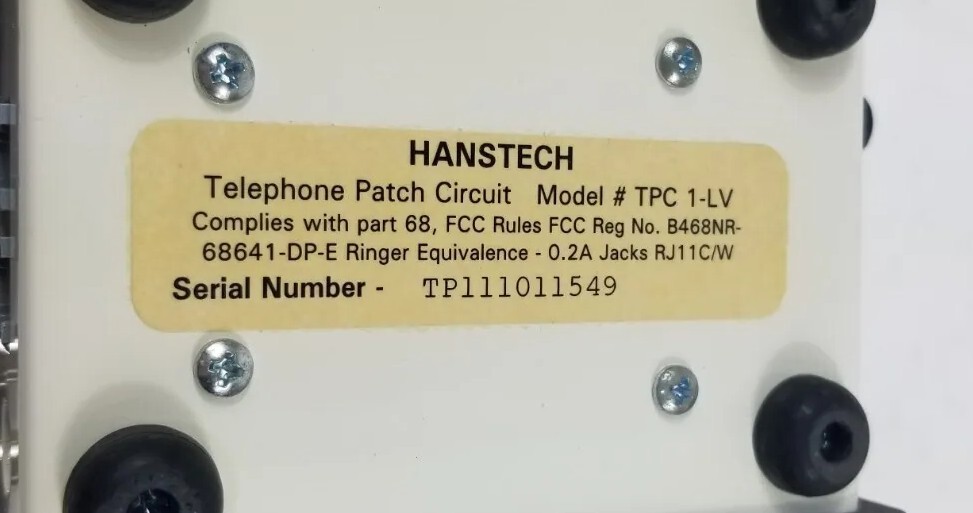 HANSTECH
Telephone Patch Circuit Model # TPC 1-LV
Complies with part 68, FCC Rules FCC Reg No. B468NR-
68641-DP-E Ringer Equivalence - 0.2A Jacks RJ11C/W
Serial Number - TP111011549